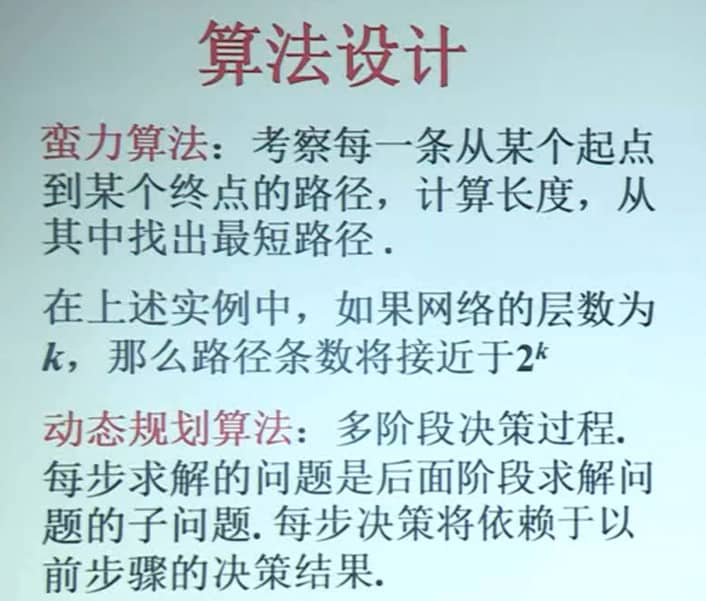 算法设计
蛮力算法：考察每一条从某个起点
到某个终点的路径，计算长度，从
其中找出最短路径．
在上述实例中，如果网络的层数为
k，那么路径条数将接近于2ᵏ
动态规划算法：多阶段决策过程.
每步求解的问题是后面阶段求解问
题的子问题. 每步决策将依赖于以
前步骤的决策结果.